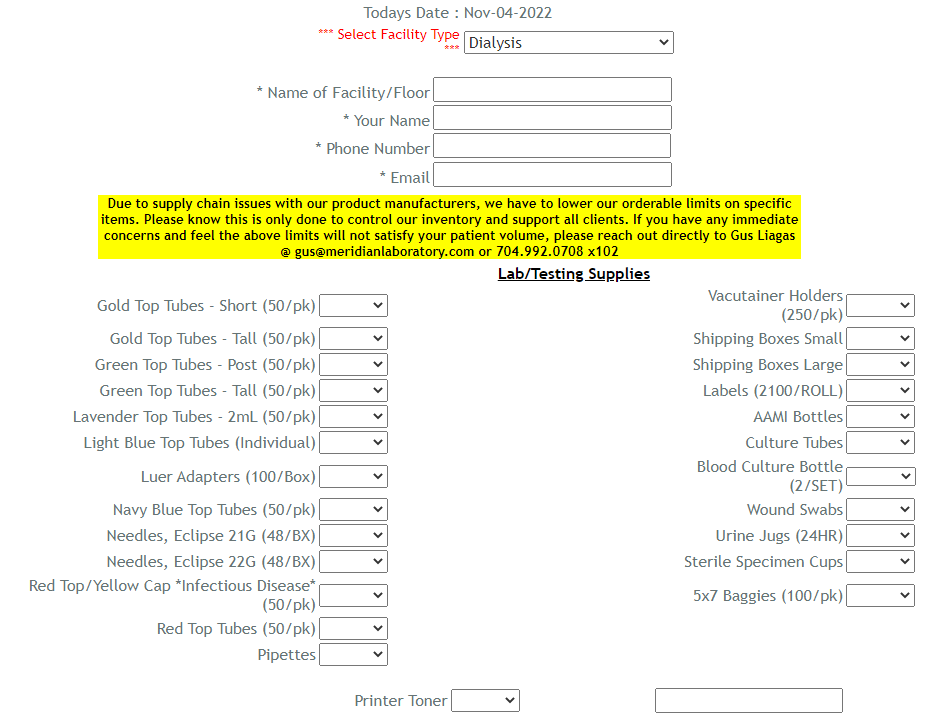 Todays Date : Nov-04-2022
*** Select Facility Type
***
Dialysis
* Name of Facility/Floor
* Your Name
* Phone Number
* Email
Due to supply chain issues with our product manufacturers, we have to lower our orderable limits on specific
items. Please know this is only done to control our inventory and support all clients. If you have any immediate
concerns and feel the above limits will not satisfy your patient volume, please reach out directly to Gus Liagas
@ gus@meridianlaboratory.com or 704.992.0708 x102
Lab/Testing Supplies
Gold Top Tubes - Short (50/pk)
Gold Top Tubes - Tall (50/pk)
Green Top Tubes - Post (50/pk)
Green Top Tubes - Tall (50/pk)
Lavender Top Tubes - 2mL (50/pk)
Light Blue Top Tubes (Individual)
Luer Adapters (100/Box)
Navy Blue Top Tubes (50/pk)
Needles, Eclipse 21G (48/BX)
Needles, Eclipse 22G (48/BX)
Red Top/Yellow Cap *Infectious Disease*
(50/pk)
Red Top Tubes (50/pk)
Pipettes
Vacutainer Holders
(250/pk)
Shipping Boxes Small
Shipping Boxes Large
Labels (2100/ROLL)
AAMI Bottles
Culture Tubes
Blood Culture Bottle
(2/SET)
Wound Swabs
Urine Jugs (24HR)
Sterile Specimen Cups
5x7 Baggies (100/pk)
Printer Toner